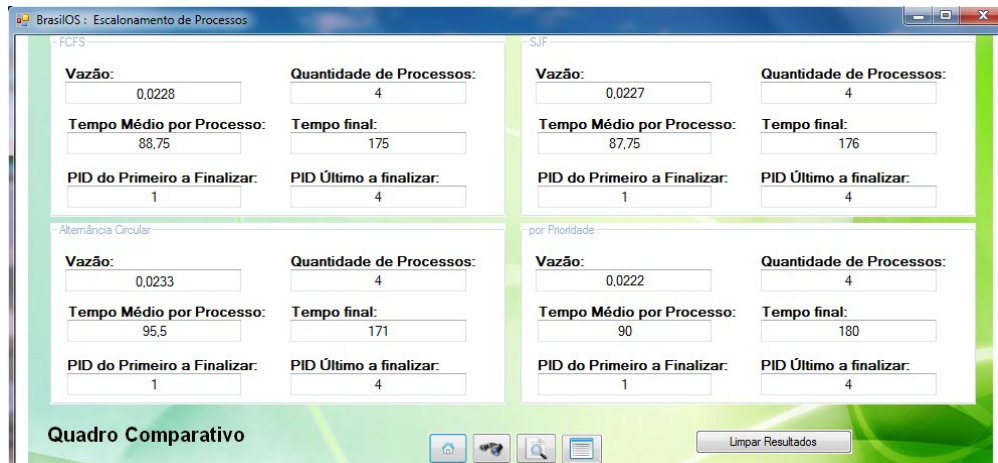 BrasilOS : Escalonamento de Processos
FCFS
Vazão:
Quantidade de Processos:
0,0228
4
Tempo Médio por Processo:
Tempo final:
88,75
175
PID do Primeiro a Finalizar:
PID Último a finalizar:
1
4
SJF
Vazão:
Quantidade de Processos:
0,0227
4
Tempo Médio por Processo:
Tempo final:
87,75
176
PID do Primeiro a Finalizar:
PID Último a finalizar:
1
4
Alternância Circular
Vazão:
Quantidade de Processos:
0,0233
4
Tempo Médio por Processo:
Tempo final:
95,5
171
PID do Primeiro a Finalizar:
PID Último a finalizar:
1
4
por Prioridade
Vazão:
Quantidade de Processos:
0,0222
4
Tempo Médio por Processo:
Tempo final:
90
180
PID do Primeiro a Finalizar:
PID Último a finalizar:
1
4
Quadro Comparativo
Limpar Resultados